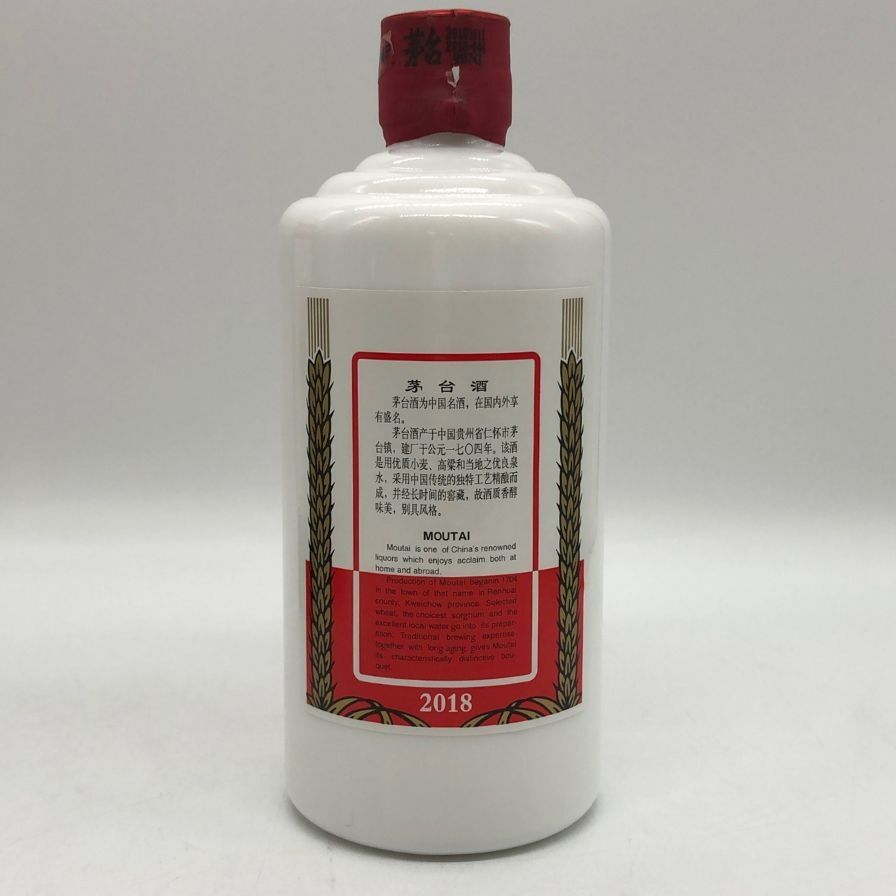 茅台
茅台酒
茅台酒为中国名酒，在国内外享
有盛名。
茅台酒产于中国贵州省仁怀市茅
台镇，建厂于公元一七〇四年。该酒
是用优质小麦、高粱和当地之优良泉
水，采用中国传统的独特工艺精酿而
成，并经长时间的窖藏，故酒质香醇
味美，别具风格。
MOUTAI
Moutai is one of China's renowned
liquors which enjoys acclaim both at
home and abroad.
Production of Moutai beganin 1704
in the town of that name in Renhuai
county, Kweichow province. Selected
wheat, the choicest sorghum and the
excellent local water go into its prepar-
ation. Traditional brewing expertise
together with long aging gives Moutai
its characteristically distinctive bou-
quet.
2018